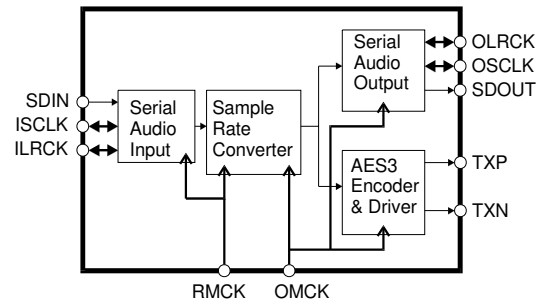 SDIN
ISCLK
ILRCK
Serial
Audio
Input
Sample
Rate
Converter
Serial
Audio
Output
AES3
Encoder
& Driver
OLRCK
OSCLK
SDOUT
TXP
TXN
RMCK
OMCK